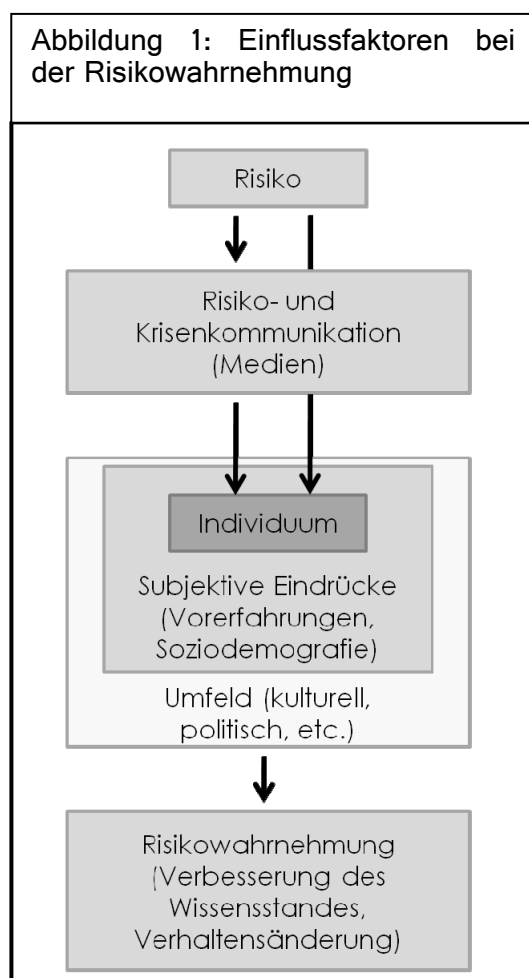 Abbildung 1: Einflussfaktoren bei
der Risikowahrnehmung
Risiko
Risiko- und
Krisenkommunikation
(Medien)
Individuum
Subjektive Eindrücke
(Vorerfahrungen,
Soziodemografie)
Umfeld (kulturell,
politisch, etc.)
Risikowahrnehmung
(Verbesserung des
Wissensstandes,
Verhaltensänderung)